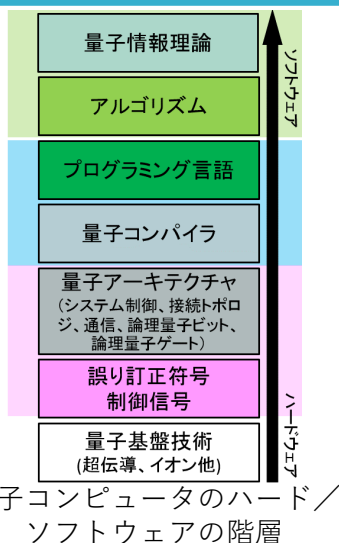 量子情報理論
アルゴリズム
プログラミング言語
量子コンパイラ
量子アーキテクチャ
(システム制御、接続トポロ
ジ、通信、論理量子ビット、
論理量子ゲート)
誤り訂正符号
制御信号
量子基盤技術
(超伝導、イオン他)
ソフトウェア
ハードウェア
子コンピュータのハード／
ソフトウェアの階層